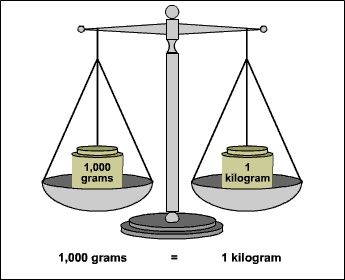 1,000
grams
1
kilogram
1,000 grams = 1 kilogram